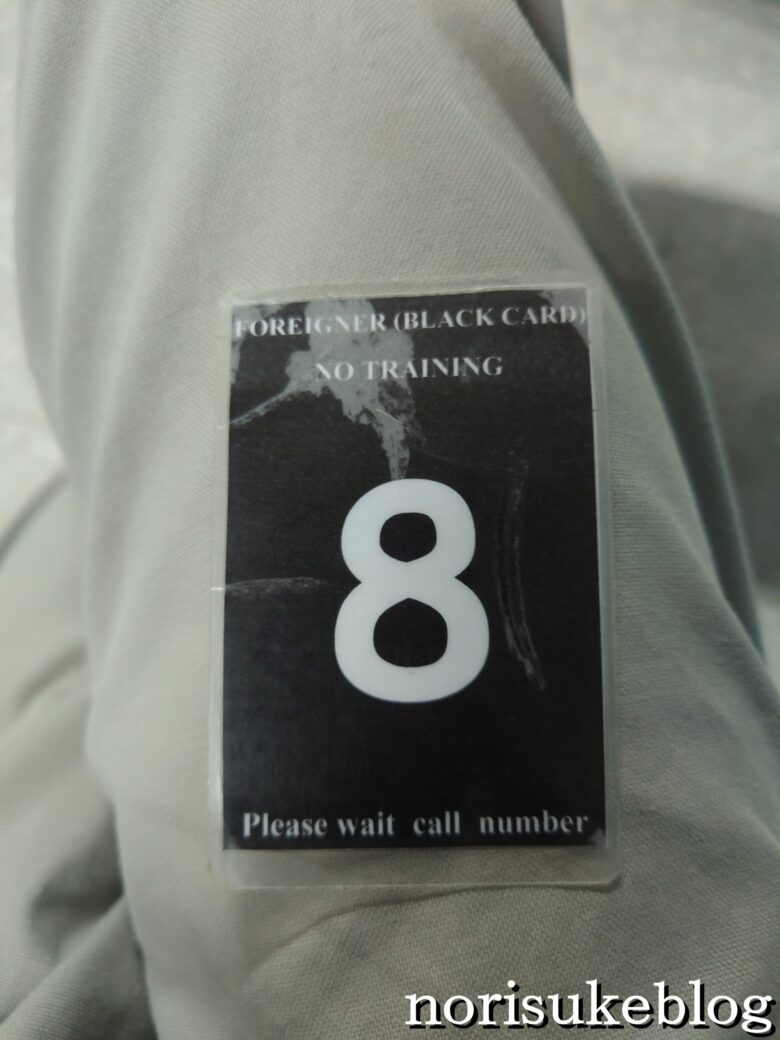 FOREIGNER (BLACK CARD)
NO TRAINING
8
Please wait call number
norisukeblog